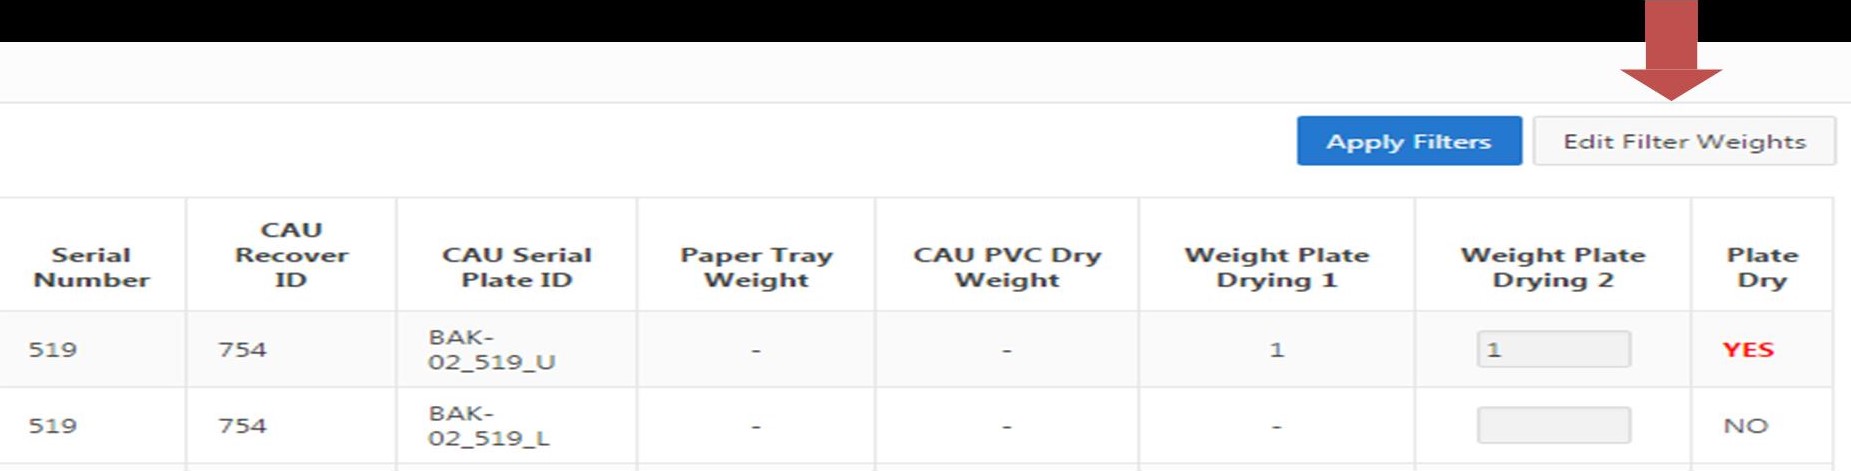 Apply Filters Edit Filter Weights
Serial Number CAU Recover ID CAU Serial Plate ID Paper Tray Weight CAU PVC Dry Weight Weight Plate Drying 1 Weight Plate Drying 2 Plate Dry
519 754 BAK-02_519_U - - 1 1 YES
519 754 BAK-02_519_L - - - NO